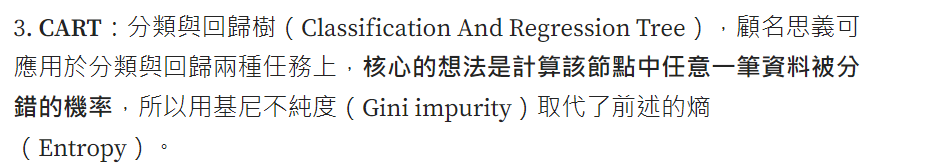 3. CART：分類與回歸樹（Classification And Regression Tree），顧名思義可
應用於分類與回歸兩種任務上，核心的想法是計算該節點中任意一筆資料被分
錯的機率，所以用基尼不純度（Gini impurity）取代了前述的熵
（Entropy）。